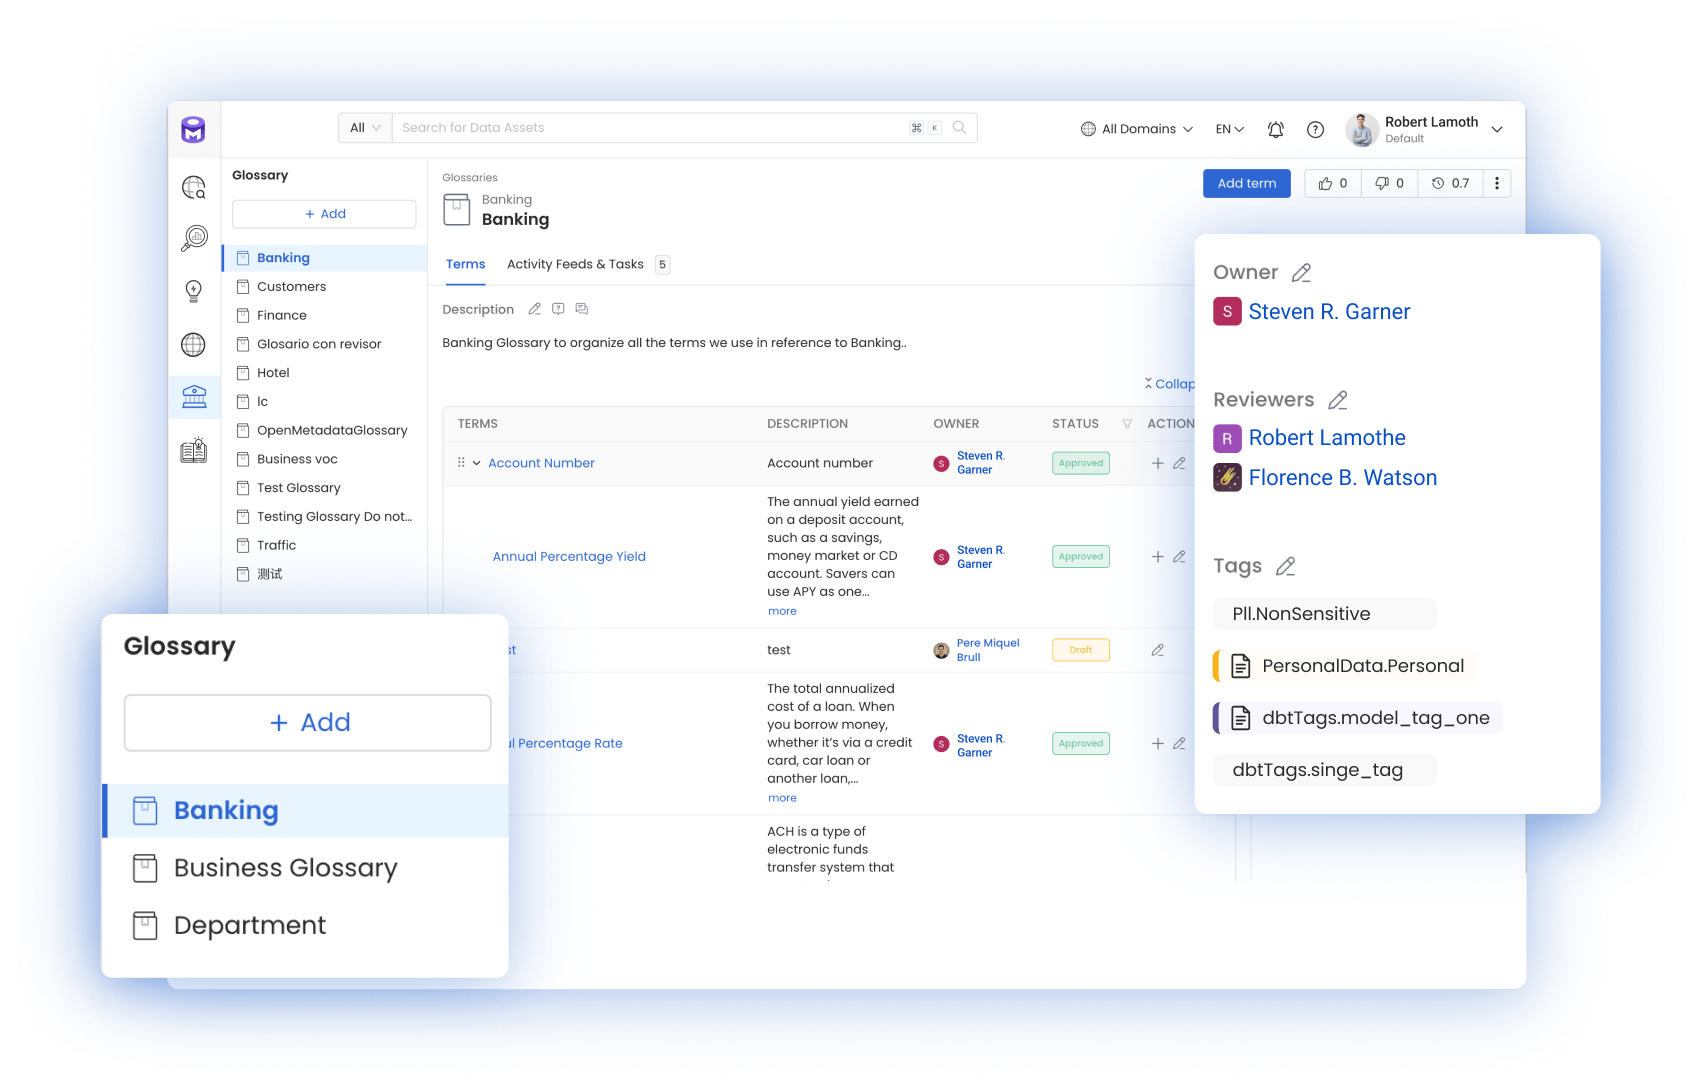 All
Search for Data Assets
⌘ K
All Domains
EN
Robert Lamoth
Default
Glossary
+ Add
Banking
Customers
Finance
Glosario con revisor
Hotel
Ic
OpenMetadataGlossary
Business voc
Test Glossary
Testing Glossary Do not...
Traffic
测试
Glossaries
Banking
Banking
Add term
0
0
0.7
Terms
Activity Feeds & Tasks 5
Description
Banking Glossary to organize all the terms we use in reference to Banking..
Collap
TERMS DESCRIPTION OWNER STATUS ACTION
Account Number
Account number
S
Steven R.
Garner
Approved
Annual Percentage Yield
The annual yield earned
on a deposit account,
such as a savings,
money market or CD
account. Savers can
use APY as one...
more
S
Steven R.
Garner
Approved
st
test
Pere Miquel
Brull
Draft
al Percentage Rate
The total annualized
cost of a loan. When
you borrow money,
whether it's via a credit
card, car loan or
another loan,...
more
S
Steven R.
Garner
Approved
ACH is a type of
electronic funds
transfer system that
Owner
S Steven R. Garner
Reviewers
R Robert Lamothe
Florence B. Watson
Tags
PII.NonSensitive
PersonalData.Personal
dbtTags.model_tag_one
dbtTags.singe_tag
Glossary
+ Add
Banking
Business Glossary
Department